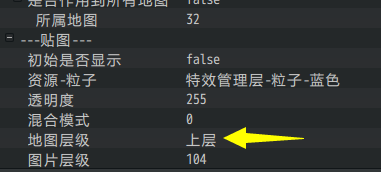 是否作用到所有地图 false
所属地图 32
---贴图---
初始是否显示 false
资源-粒子 特效管理层-粒子-蓝色
透明度 255
混合模式 0
地图层级 上层
图片层级 104